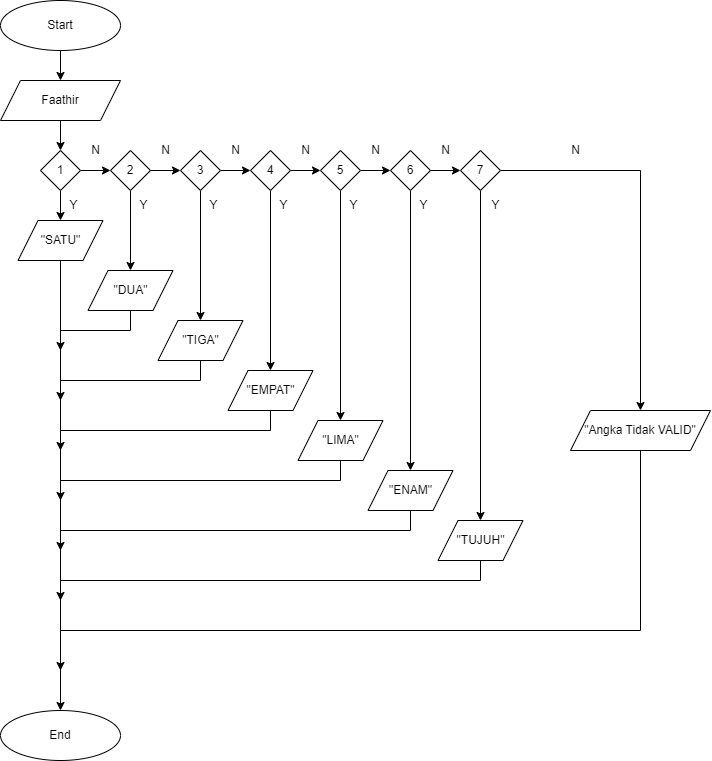 Start
Faathir
N N N N N N N
1 2 3 4 5 6 7
Y Y Y Y Y Y Y
"SATU"
"DUA"
"TIGA"
"EMPAT"
"Angka Tidak VALID"
"LIMA"
"ENAM"
"TUJUH"
End